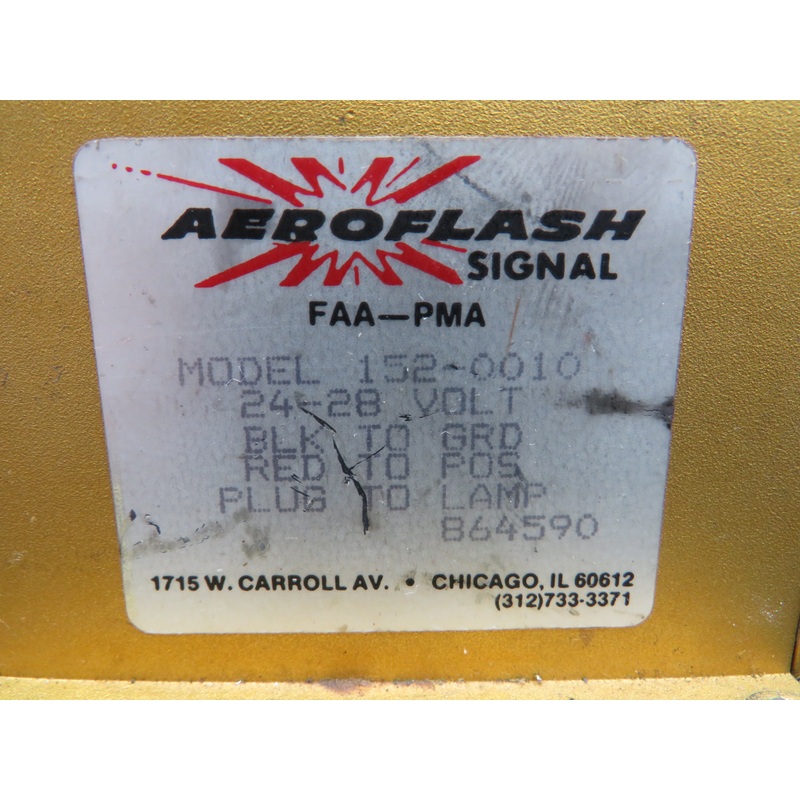 AEROFLASH
SIGNAL
FAA—PMA
MODEL 152-0010
24-28 VOLT
BLK TO GRD
RED TO POS
PLUG TO LAMP
864590
1715 W. CARROLL AV. • CHICAGO, IL 60612
(312)733-3371